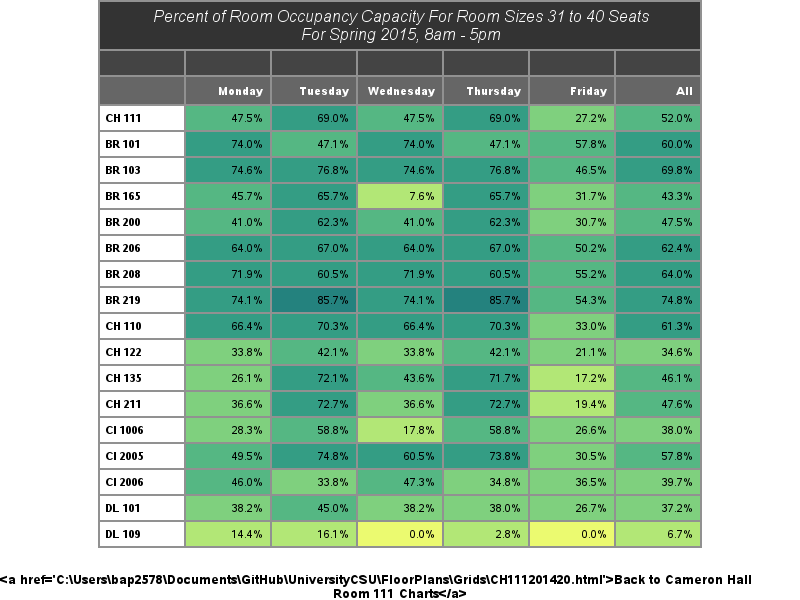 Percent of Room Occupancy Capacity For Room Sizes 31 to 40 Seats
For Spring 2015, 8am - 5pm
Monday Tuesday Wednesday Thursday Friday All
CH 111 47.5% 69.0% 47.5% 69.0% 27.2% 52.0%
BR 101 74.0% 47.1% 74.0% 47.1% 57.8% 60.0%
BR 103 74.6% 76.8% 74.6% 76.8% 46.5% 69.8%
BR 165 45.7% 65.7% 7.6% 65.7% 31.7% 43.3%
BR 200 41.0% 62.3% 41.0% 62.3% 30.7% 47.5%
BR 206 64.0% 67.0% 64.0% 67.0% 50.2% 62.4%
BR 208 71.9% 60.5% 71.9% 60.5% 55.2% 64.0%
BR 219 74.1% 85.7% 74.1% 85.7% 54.3% 74.8%
CH 110 66.4% 70.3% 66.4% 70.3% 33.0% 61.3%
CH 122 33.8% 42.1% 33.8% 42.1% 21.1% 34.6%
CH 135 26.1% 72.1% 43.6% 71.7% 17.2% 46.1%
CH 211 36.6% 72.7% 36.6% 72.7% 19.4% 47.6%
CI 1006 28.3% 58.8% 17.8% 58.8% 26.6% 38.0%
CI 2005 49.5% 74.8% 60.5% 73.8% 30.5% 57.8%
CI 2006 46.0% 33.8% 47.3% 34.8% 36.5% 39.7%
DL 101 38.2% 45.0% 38.2% 38.0% 26.7% 37.2%
DL 109 14.4% 16.1% 0.0% 2.8% 0.0% 6.7%
<a href='C:\Users\bap2578\Documents\GitHub\UniversityCSU\FloorPlans\Grids\CH111201420.html'>Back to Cameron Hall
Room 111 Charts</a>